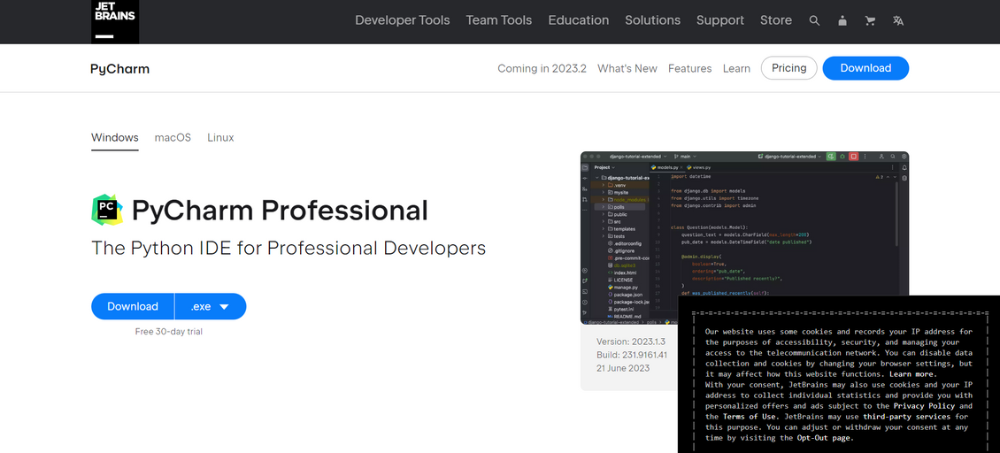 JET
BRAINS
Developer Tools Team Tools Education Solutions Support Store
PyCharm
Coming in 2023.2 What's New Features Learn Pricing Download
Windows macOS Linux
PC
PyCharm Professional
The Python IDE for Professional Developers
Download .exe
Free 30-day trial
django-tutorial-extended main django-tutorial-extended
Project
models.py views.py
django-tutorial-ex
.venv
mysite
node_modules
polls
public
src
templates
tests
.editorconfig
.gitignore
.pre-commit-con
db.sqlite3
index.html
LICENSE
manage.py
package.json
package-lock.js
pytest.ini
README.md
import datetime
from django.db import models
from django.utils import timezone
from django.contrib import admin
class Question(models.Model):
question_text = models.CharField(max_length=200)
pub_date = models.DateTimeField("date published")
@admin.display(
boolean=True,
ordering="pub_date",
description="Published recently?",
)
def was_published_recently(self):
django-tutorial-extended polls
Version: 2023.1.3
Build: 231.9161.41
21 June 2023
Our website uses some cookies and records your IP address for
the purposes of accessibility, security, and managing your
access to the telecommunication network. You can disable data
collection and cookies by changing your browser settings, but
it may affect how this website functions. Learn more.
With your consent, JetBrains may also use cookies and your IP
address to collect individual statistics and provide you with
personalized offers and ads subject to the Privacy Policy and
the Terms of Use. JetBrains may use third-party services for
this purpose. You can adjust or withdraw your consent at any
time by visiting the Opt-Out page.